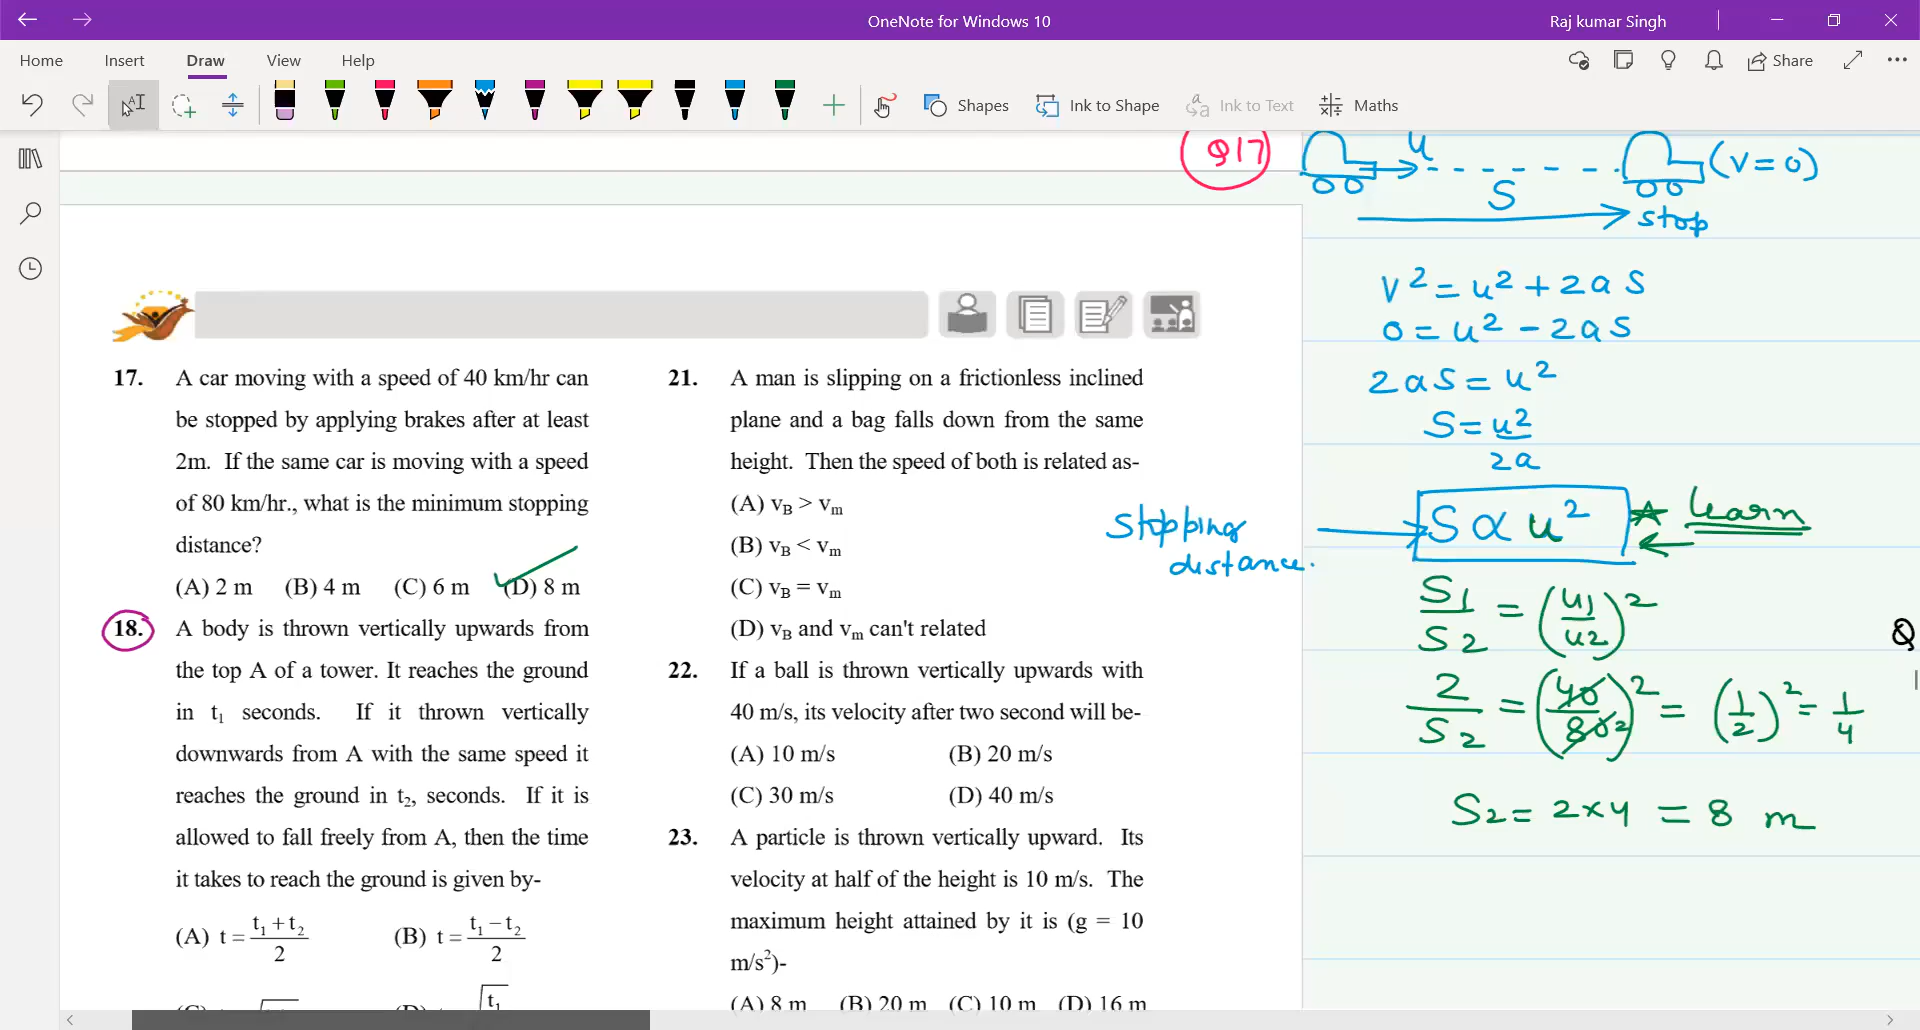 OneNote for Windows 10
Raj kumar Singh
Home Insert Draw View Help
Share
Shapes Ink to Shape Ink to Text Maths
Q17
u (v=0)
S
stop
17. A car moving with a speed of 40 km/hr can
be stopped by applying brakes after at least
2m. If the same car is moving with a speed
of 80 km/hr., what is the minimum stopping
distance?
(A) 2 m (B) 4 m (C) 6 m (D) 8 m
18. A body is thrown vertically upwards from
the top A of a tower. It reaches the ground
in t₁ seconds. If it thrown vertically
downwards from A with the same speed it
reaches the ground in t₂, seconds. If it is
allowed to fall freely from A, then the time
it takes to reach the ground is given by-
(A) t = (t₁ + t₂)/2 (B) t = (t₁ − t₂)/2
21. A man is slipping on a frictionless inclined
plane and a bag falls down from the same
height. Then the speed of both is related as-
(A) v_B > v_m
(B) v_B < v_m
(C) v_B = v_m
(D) v_B and v_m can't related
22. If a ball is thrown vertically upwards with
40 m/s, its velocity after two second will be-
(A) 10 m/s (B) 20 m/s
(C) 30 m/s (D) 40 m/s
23. A particle is thrown vertically upward. Its
velocity at half of the height is 10 m/s. The
maximum height attained by it is (g = 10
m/s²)-
(A) 8 m (B) 20 m (C) 10 m (D) 16 m
v² = u² + 2as
0 = u² − 2as
2as = u²
S = u²/2a
Stopping
distance.
S ∝ u² learn
S₁/S₂ = (u₁/u₂)²
2/S₂ = (40/80 2)² = (1/2)² = 1/4
S₂ = 2×4 = 8 m
Q